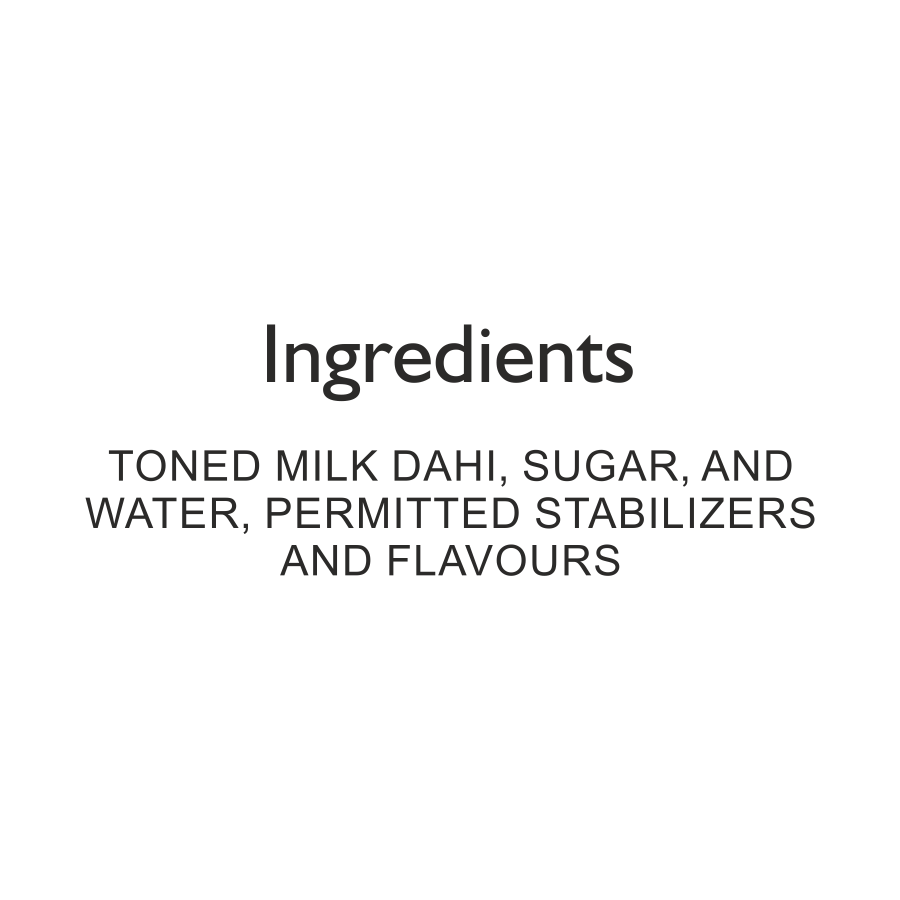 Ingredients
TONED MILK DAHI, SUGAR, AND
WATER, PERMITTED STABILIZERS
AND FLAVOURS